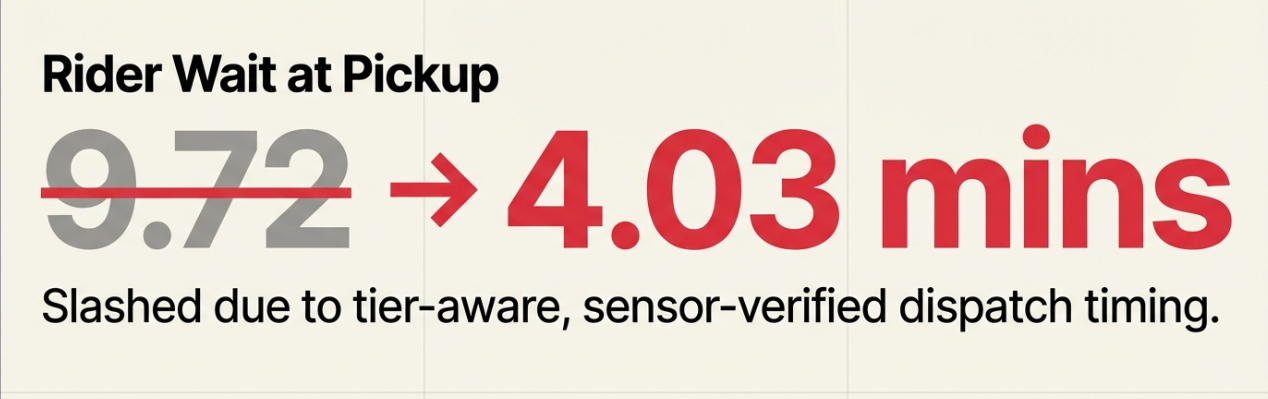 Rider Wait at Pickup
9.72 → 4.03 mins
Slashed due to tier-aware, sensor-verified dispatch timing.